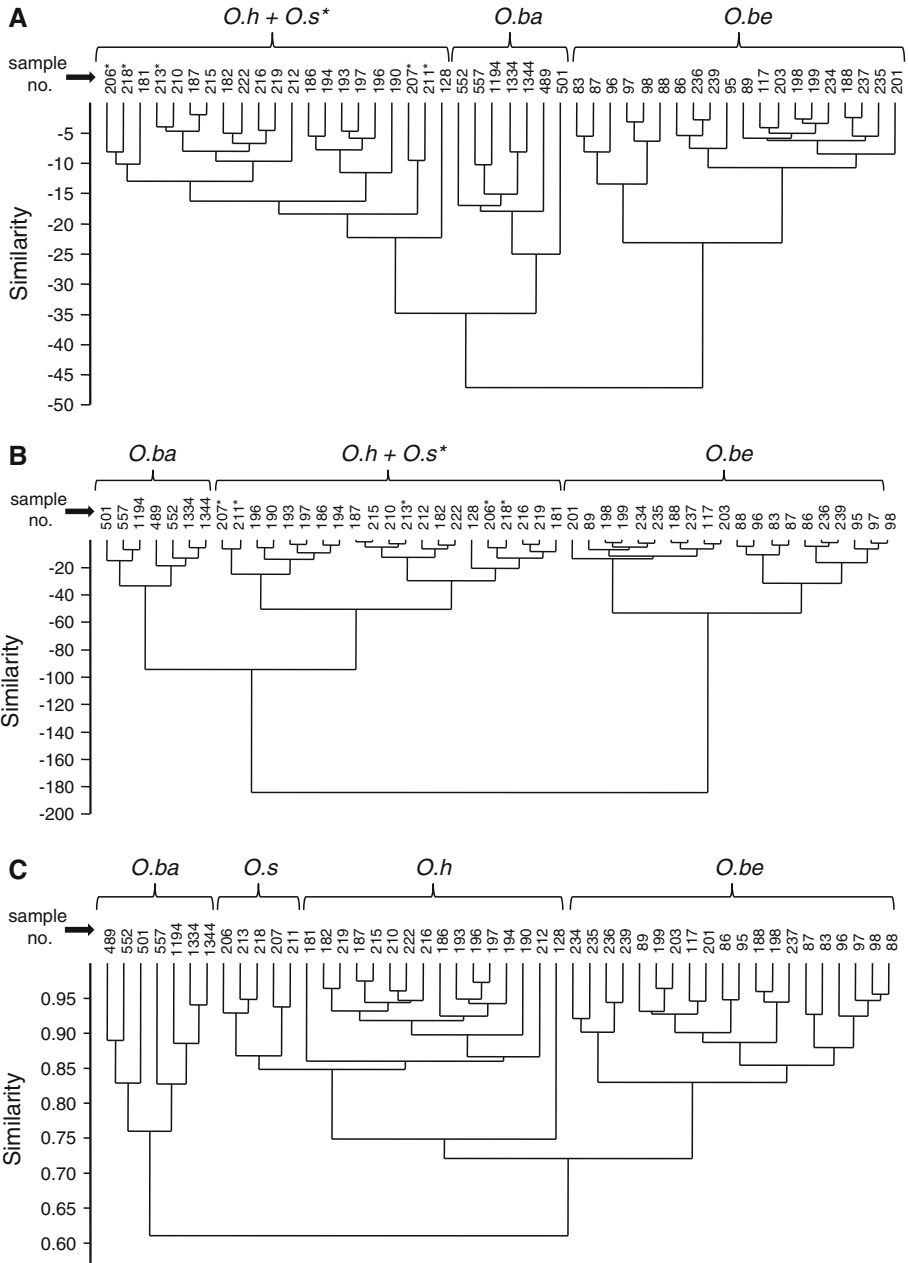 A
O.h + O.s* O.ba O.be
sample no.
206* 218* 181 213* 210 187 215 182 222 216 219 212 186 194 193 197 196 190 207* 211* 128 552 557 1194 1334 1344 489 501 83 87 96 97 98 88 86 236 239 95 89 117 203 198 199 234 188 237 235 201
Similarity
-5
-10
-15
-20
-25
-30
-35
-40
-45
-50
B
O.ba O.h + O.s* O.be
sample no.
501 557 1194 489 552 1334 1344 207* 211* 196 190 193 197 186 194 187 215 210 213* 212 182 222 128 206* 218* 216 219 181 201 89 198 199 234 235 188 237 117 203 88 96 83 87 86 236 239 95 97 98
Similarity
-20
-40
-60
-80
-100
-120
-140
-160
-180
-200
C
O.ba O.s O.h O.be
sample no.
489 552 501 557 1194 1334 1344 206 213 218 207 211 181 182 219 187 215 210 222 216 186 193 196 197 194 190 212 128 234 235 236 239 89 199 203 117 201 86 95 188 198 237 87 83 96 97 98 88
Similarity
0.95
0.90
0.85
0.80
0.75
0.70
0.65
0.60